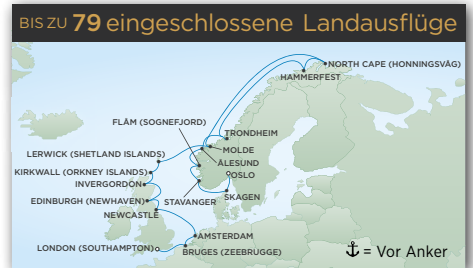 BIS ZU 79 eingeschlossene Landausflüge
NORTH CAPE (HONNINGSVÅG)
HAMMERFEST
FLÅM (SOGNEFJORD)
TRONDHEIM
MOLDE
LERWICK (SHETLAND ISLANDS)
ÅLESUND
KIRKWALL (ORKNEY ISLANDS)
OSLO
INVERGORDON
SKAGEN
EDINBURGH (NEWHAVEN)
STAVANGER
NEWCASTLE
AMSTERDAM
LONDON (SOUTHAMPTON)
BRUGES (ZEEBRUGGE)
⚓ = Vor Anker